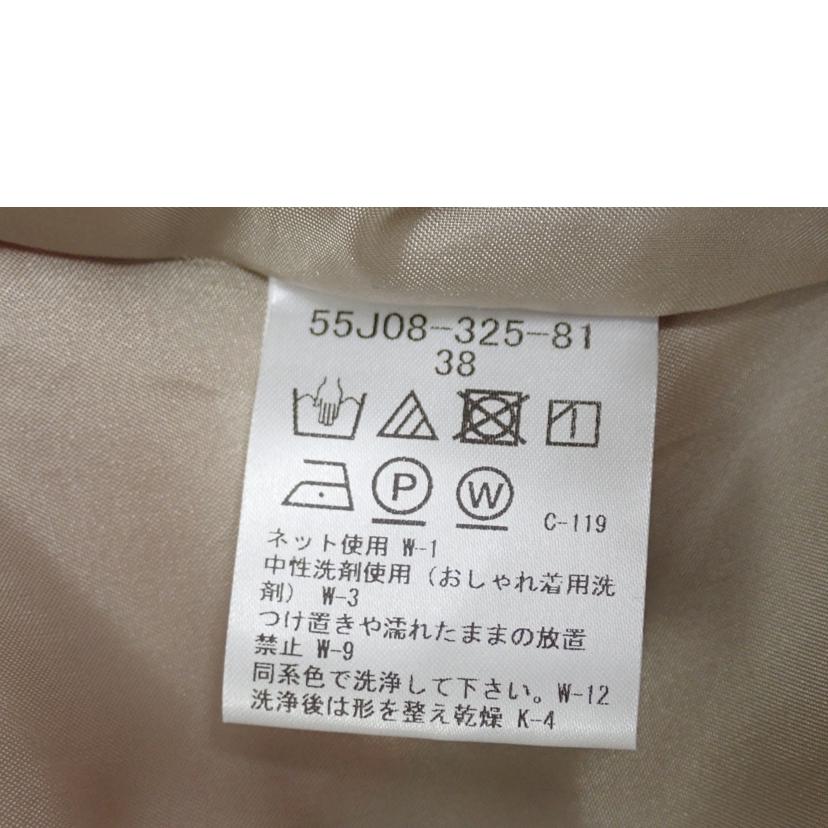 55J08-325-81
38
P W C-119
ネット使用 W-1
中性洗剤使用（おしゃれ着用洗
剤） W-3
つけ置きや濡れたままの放置
禁止 W-9
同系色で洗浄して下さい。W-12
洗浄後は形を整え乾燥 K-4